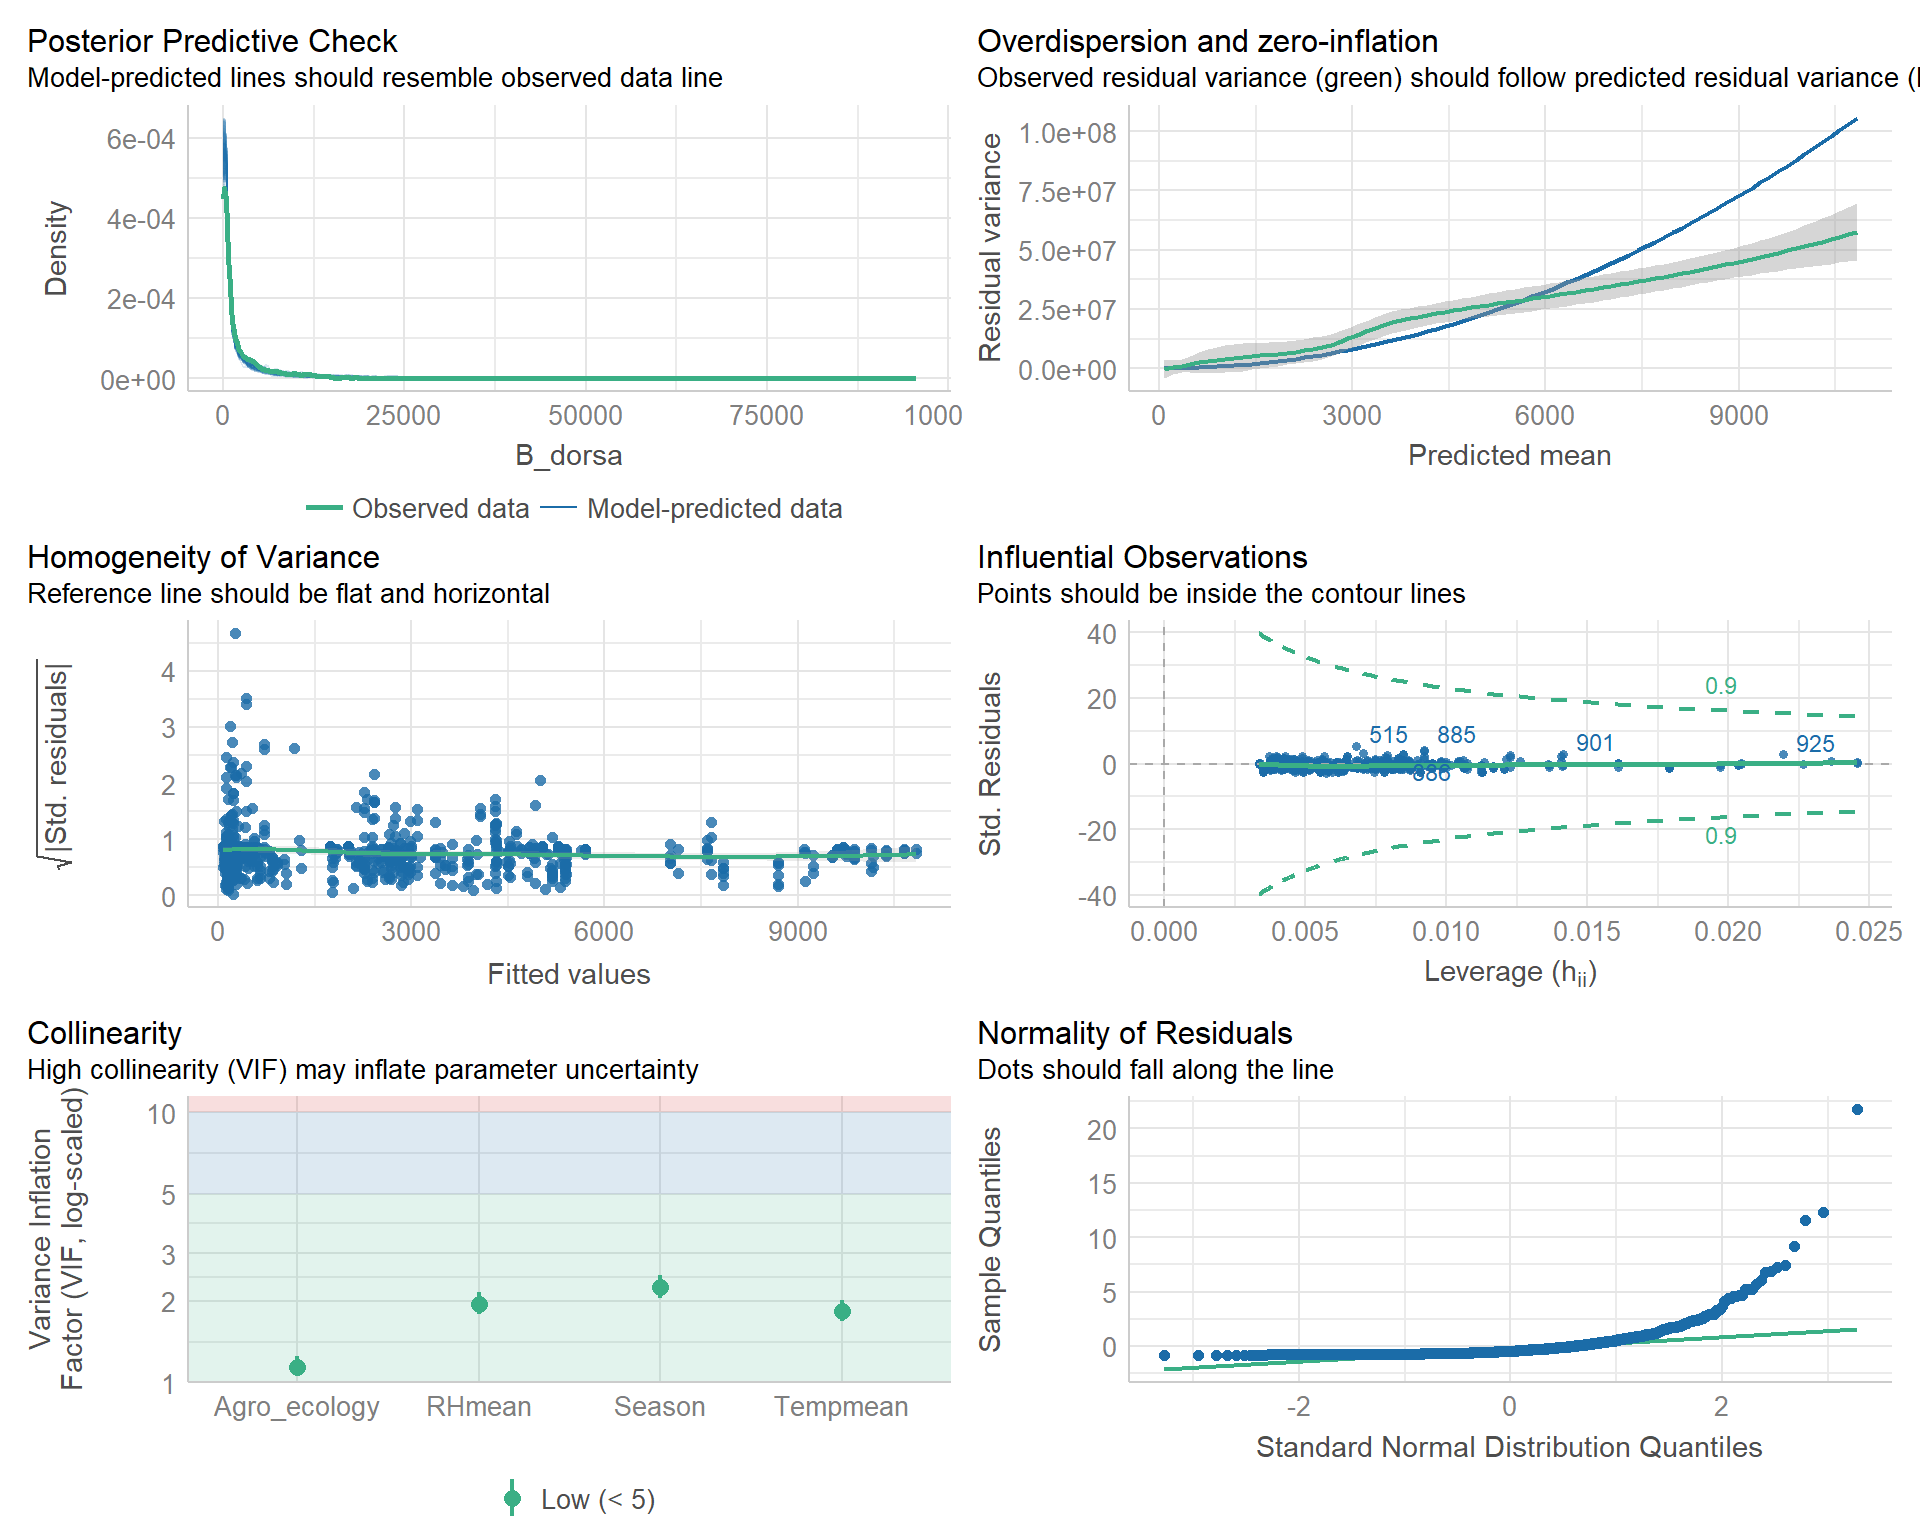 Posterior Predictive Check
Model-predicted lines should resemble observed data line
Density
6e-04
4e-04
2e-04
0e+00
0
25000
50000
75000
1000
B_dorsa
Observed data
Model-predicted data
Overdispersion and zero-inflation
Observed residual variance (green) should follow predicted residual variance (
Residual variance
1.0e+08
7.5e+07
5.0e+07
2.5e+07
0.0e+00
0
3000
6000
9000
Predicted mean
Homogeneity of Variance
Reference line should be flat and horizontal
√|Std. residuals|
4
3
2
1
0
0
3000
6000
9000
Fitted values
Influential Observations
Points should be inside the contour lines
Std. Residuals
40
20
0
-20
-40
0.9
515
885
901
925
886
0.9
0.000
0.005
0.010
0.015
0.020
0.025
Leverage (hii)
Collinearity
High collinearity (VIF) may inflate parameter uncertainty
Variance Inflation
Factor (VIF, log-scaled)
10
5
3
2
1
Agro_ecology
RHmean
Season
Tempmean
Low (< 5)
Normality of Residuals
Dots should fall along the line
Sample Quantiles
20
15
10
5
0
-2
0
2
Standard Normal Distribution Quantiles